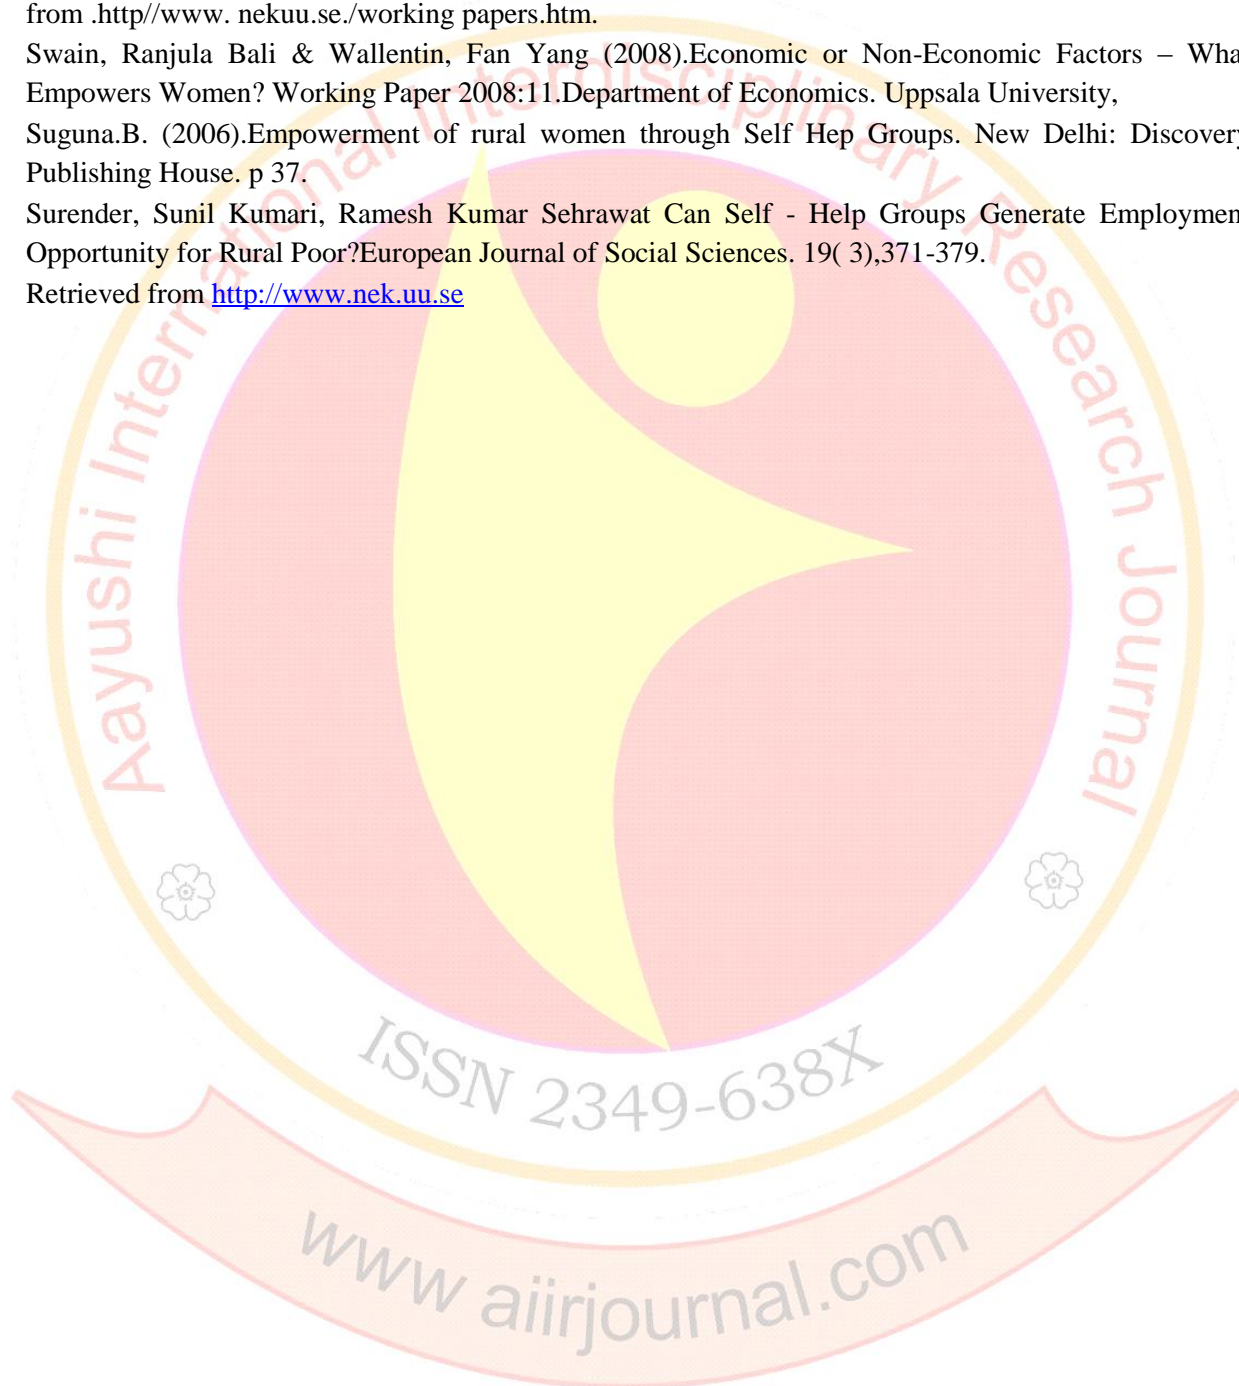 from .http//www. nekuu.se./working papers.htm.
Swain, Ranjula Bali & Wallentin, Fan Yang (2008).Economic or Non-Economic Factors – Wha
Empowers Women? Working Paper 2008:11.Department of Economics. Uppsala University,
Suguna.B. (2006).Empowerment of rural women through Self Hep Groups. New Delhi: Discovery
Publishing House. p 37.
Surender, Sunil Kumari, Ramesh Kumar Sehrawat Can Self - Help Groups Generate Employmen
Opportunity for Rural Poor?European Journal of Social Sciences. 19( 3),371-379.
Retrieved from http://www.nek.uu.se
Aayushi International Interdisciplinary Research Journal
ISSN 2349-638X
www aiirjournal.com